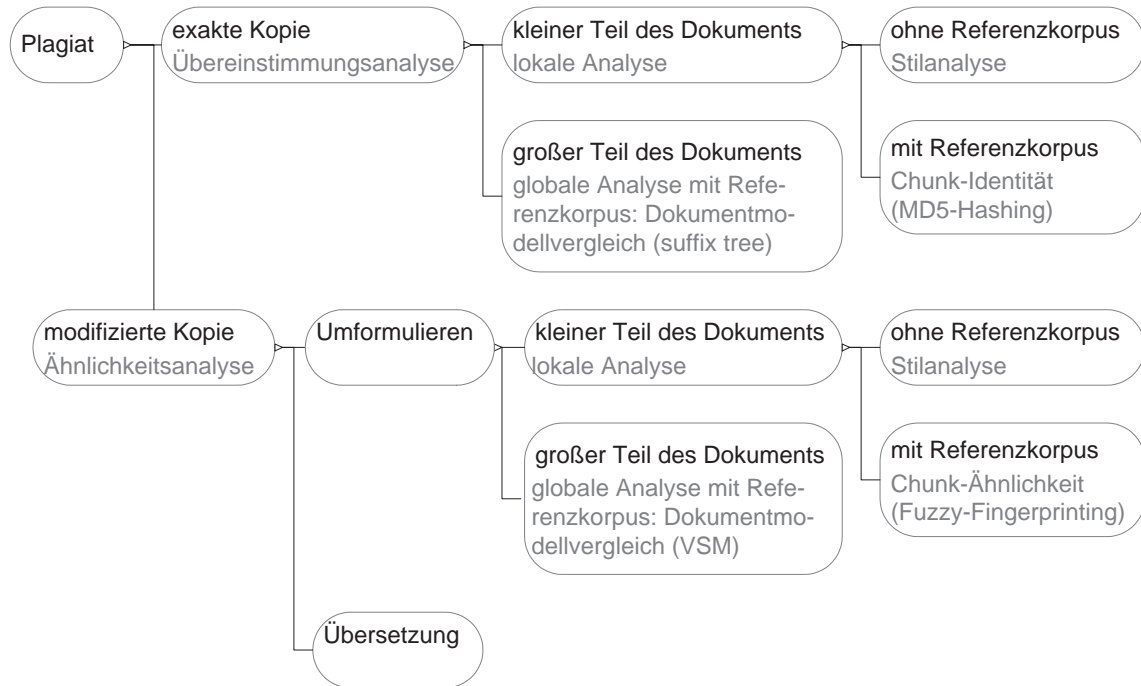 Plagiat
exakte Kopie
Übereinstimmungsanalyse
kleiner Teil des Dokuments
lokale Analyse
ohne Referenzkorpus
Stilanalyse
großer Teil des Dokuments
globale Analyse mit Refe-
renzkorpus: Dokumentmo-
dellvergleich (suffix tree)
mit Referenzkorpus
Chunk-Identität
(MD5-Hashing)
modifizierte Kopie
Ähnlichkeitsanalyse
Umformulieren
kleiner Teil des Dokuments
lokale Analyse
ohne Referenzkorpus
Stilanalyse
großer Teil des Dokuments
globale Analyse mit Refe-
renzkorpus: Dokumentmo-
dellvergleich (VSM)
mit Referenzkorpus
Chunk-Ähnlichkeit
(Fuzzy-Fingerprinting)
Übersetzung